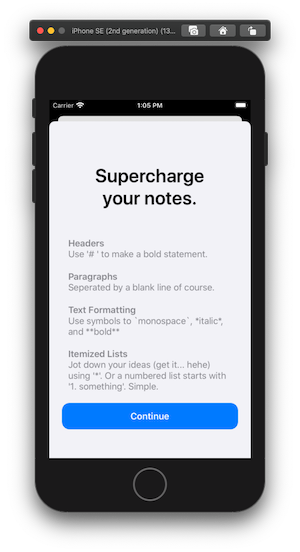 iPhone SE (2nd generation) (13...
Carrier 1:05 PM
Supercharge
your notes.
Headers
Use '# ' to make a bold statement.
Paragraphs
Seperated by a blank line of course.
Text Formatting
Use symbols to `monospace`, *italic*,
and **bold**
Itemized Lists
Jot down your ideas (get it... hehe)
using '*'. Or a numbered list starts with
'1. something'. Simple.
Continue